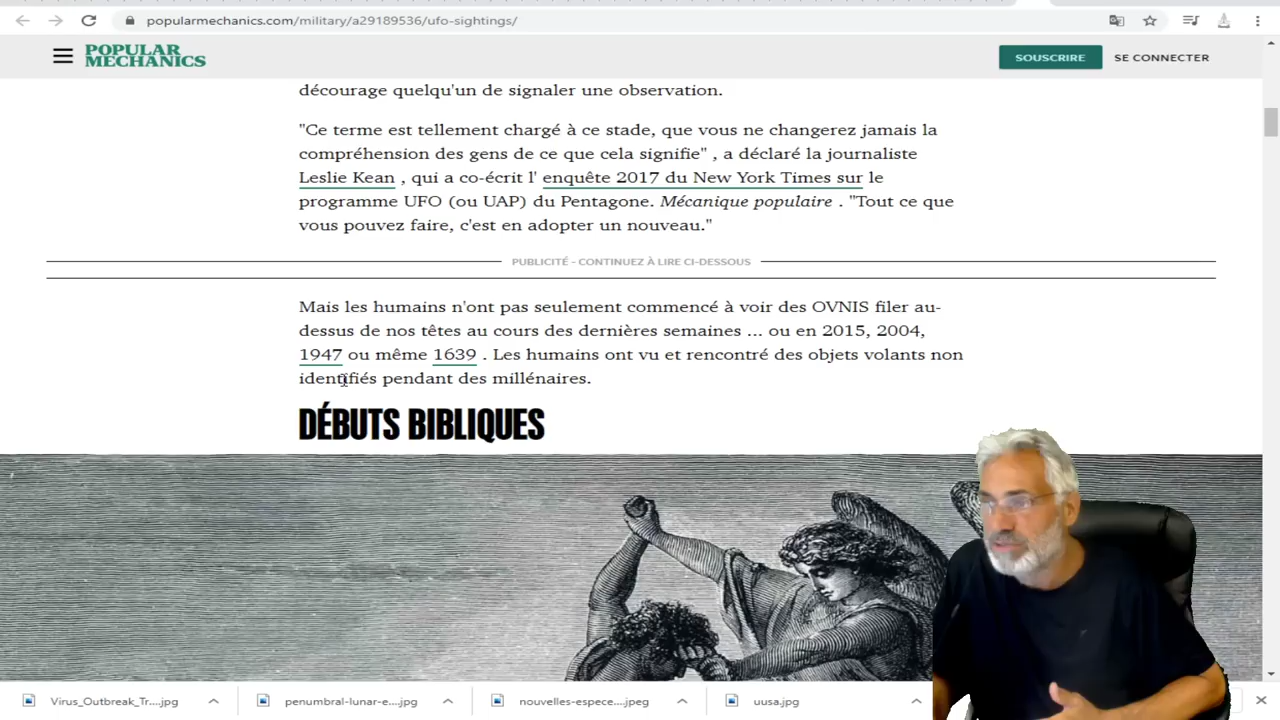 popularmechanics.com/military/a29189536/ufo-sightings/
POPULAR
MECHANICS
SOUSCRIRE
SE CONNECTER
décourage quelqu'un de signaler une observation.
"Ce terme est tellement chargé à ce stade, que vous ne changerez jamais la
compréhension des gens de ce que cela signifie" , a déclaré la journaliste
Leslie Kean , qui a co-écrit l' enquête 2017 du New York Times sur le
programme UFO (ou UAP) du Pentagone. Mécanique populaire . "Tout ce que
vous pouvez faire, c'est en adopter un nouveau."
PUBLICITÉ - CONTINUEZ À LIRE CI-DESSOUS
Mais les humains n'ont pas seulement commencé à voir des OVNIS filer au-
dessus de nos têtes au cours des dernières semaines ... ou en 2015, 2004,
1947 ou même 1639 . Les humains ont vu et rencontré des objets volants non
identifiés pendant des millénaires.
DÉBUTS BIBLIQUES
Virus_Outbreak_Tr....jpg
penumbral-lunar-e....jpg
nouvelles-espece....jpeg
uusa.jpg